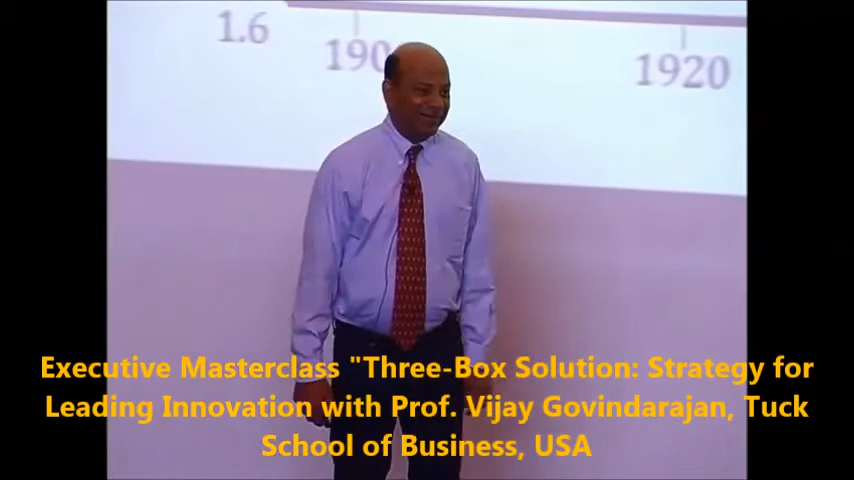 1.6
190
1920
Executive Masterclass "Three-Box Solution: Strategy for
Leading Innovation with Prof. Vijay Govindarajan, Tuck
School of Business, USA